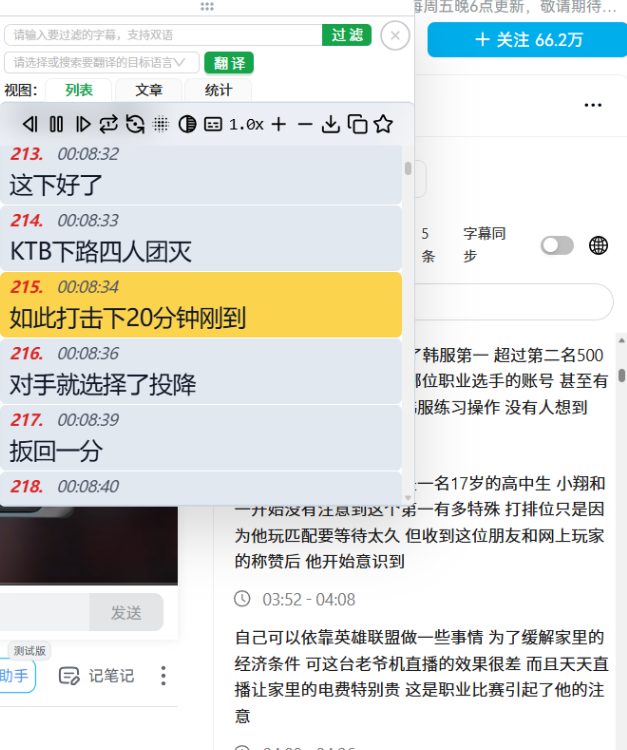 每周五晚6点更新，敬请期待...
请输入要过滤的字幕，支持双语
过 滤
+ 关注 66.2万
请选择或搜索要翻译的目标语言
翻 译
视图：
列表
文章
统计
1.0x
213. 00:08:32
这下好了
214. 00:08:33
KTB下路四人团灭
215. 00:08:34
如此打击下20分钟刚到
216. 00:08:36
对手就选择了投降
217. 00:08:39
扳回一分
218. 00:08:40
5
条
字幕同
步
韩服第一 超过第二名500
位职业选手的账号 甚至有
服练习操作 没有人想到
一名17岁的高中生 小翔和
一开始没有注意到这个第一有多特殊 打排位只是因
为他玩匹配要等待太久 但收到这位朋友和网上玩家
的称赞后 他开始意识到
03:52 - 04:08
自己可以依靠英雄联盟做一些事情 为了缓解家里的
经济条件 可这台老爷机直播的效果很差 而且天天直
播让家里的电费特别贵 这是职业比赛引起了他的注
意
发送
测试版
助手
记笔记